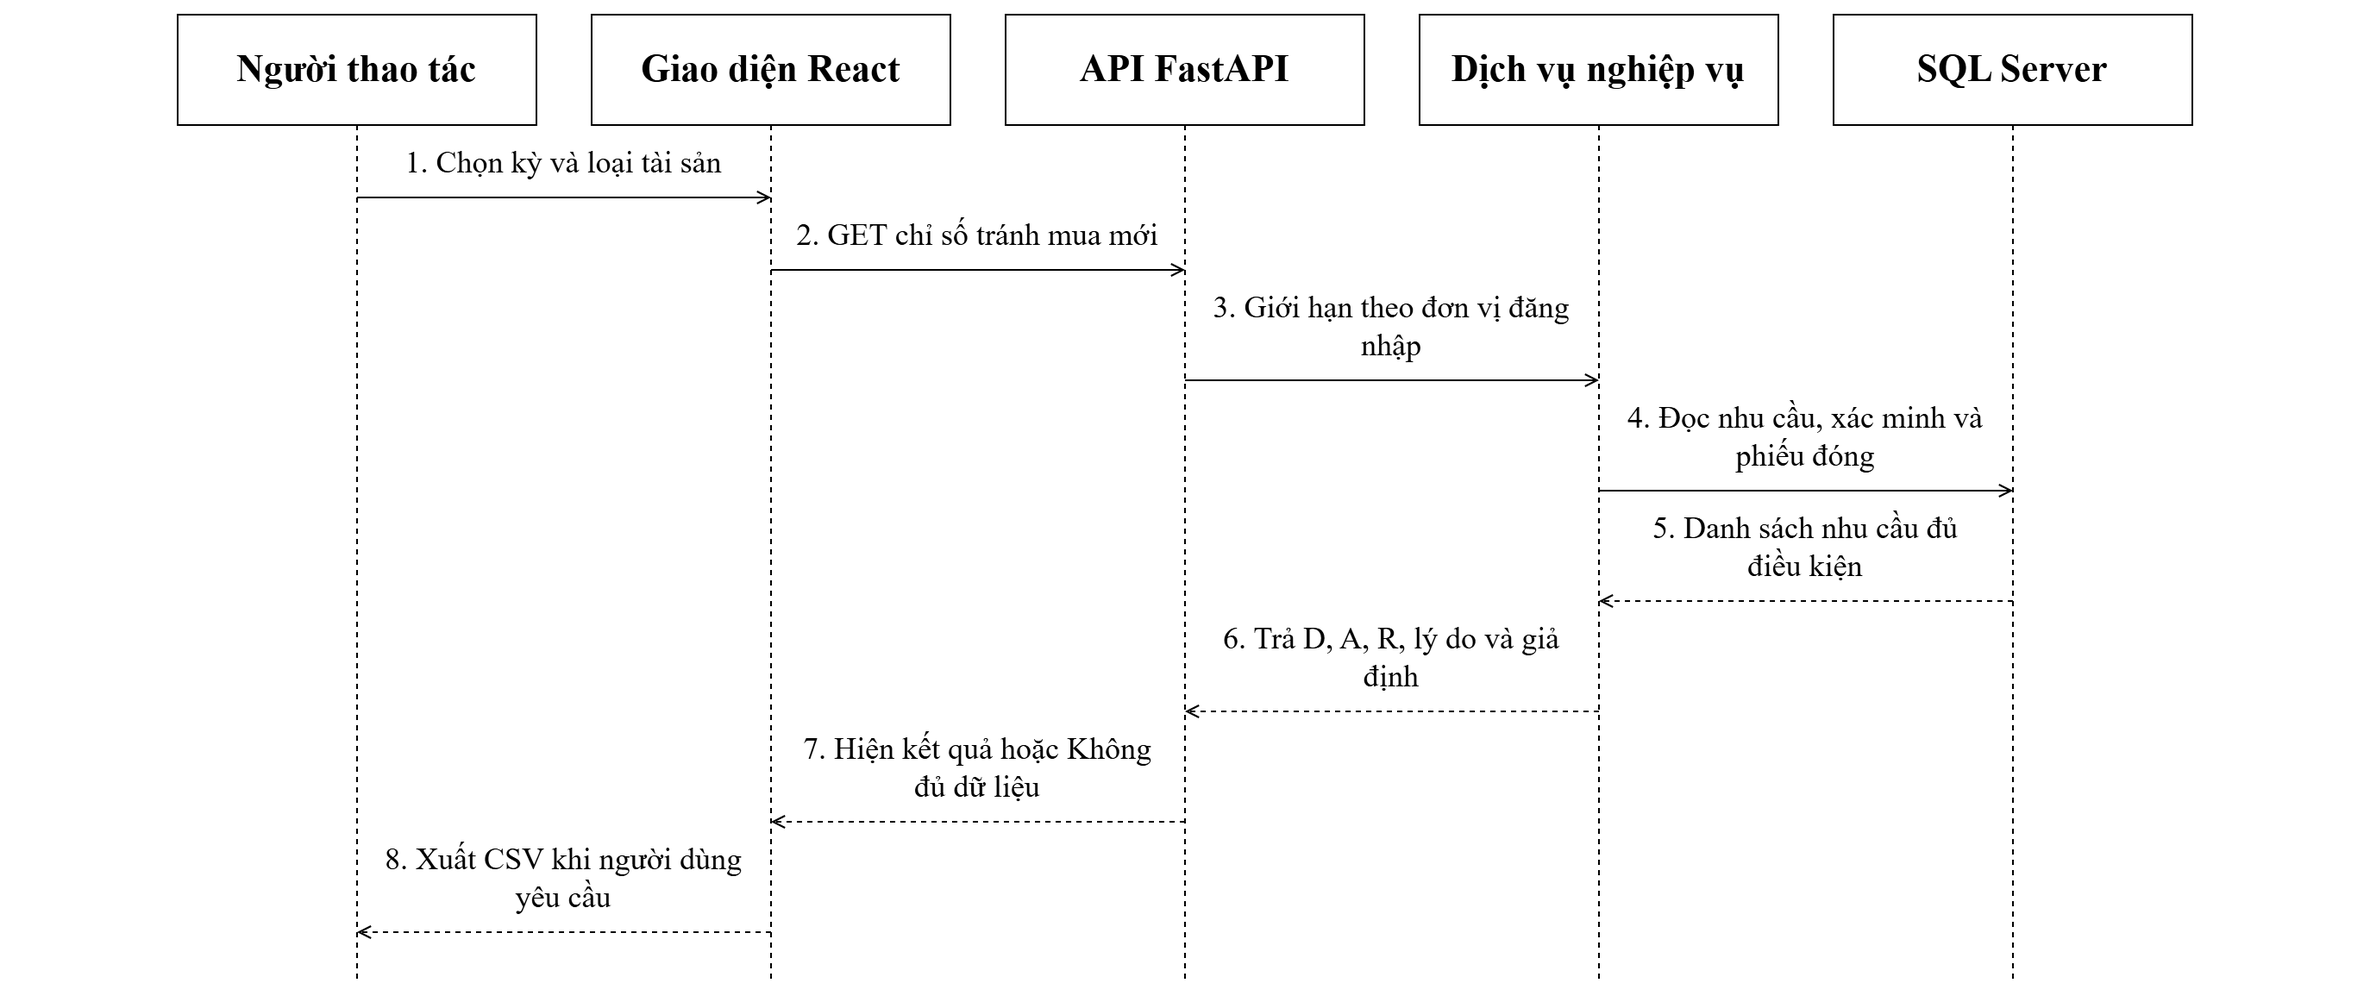 Người thao tác
Giao diện React
API FastAPI
Dịch vụ nghiệp vụ
SQL Server
1. Chọn kỳ và loại tài sản
2. GET chỉ số tránh mua mới
3. Giới hạn theo đơn vị đăng
nhập
4. Đọc nhu cầu, xác minh và
phiếu đóng
5. Danh sách nhu cầu đủ
điều kiện
6. Trả D, A, R, lý do và giả
định
7. Hiện kết quả hoặc Không
đủ dữ liệu
8. Xuất CSV khi người dùng
yêu cầu